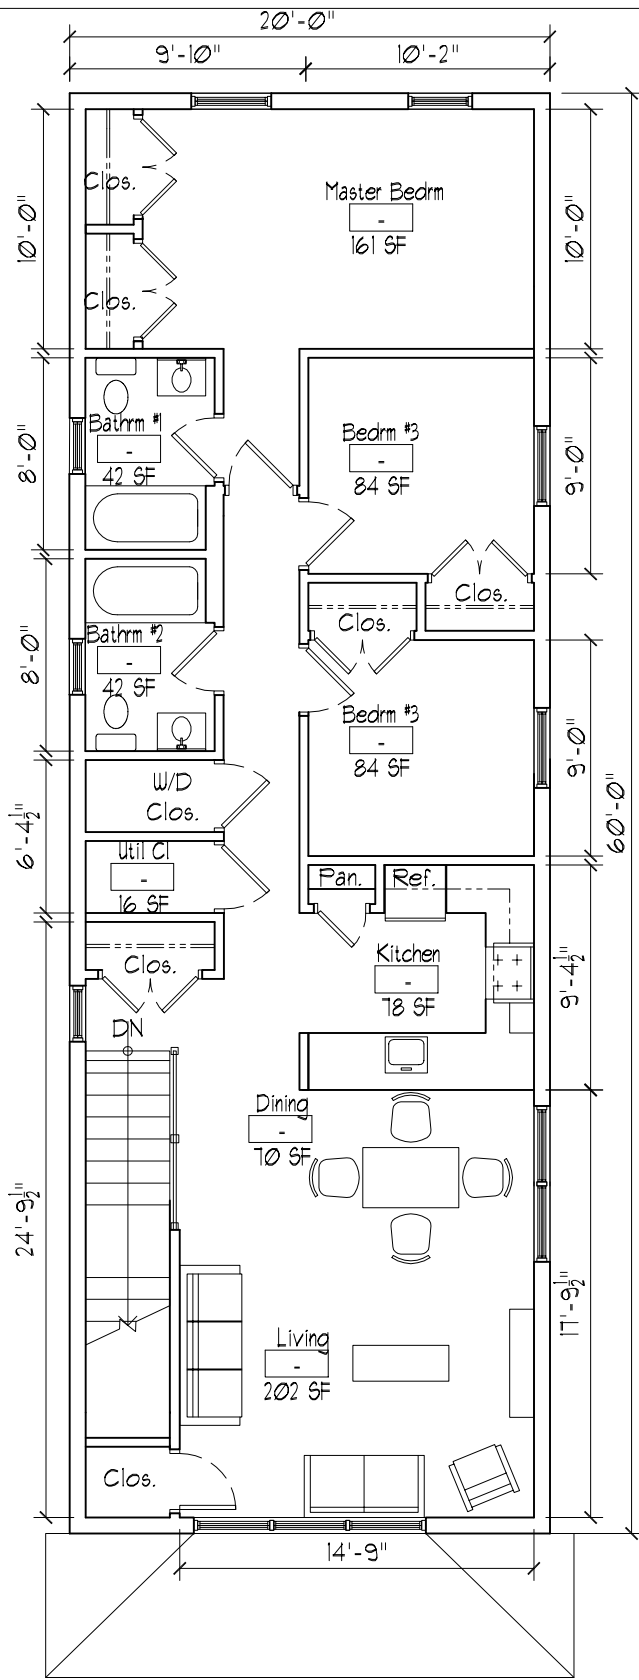 20'-0"
9'-10"
10'-2"
Clos.
Master Bedrm
-
161 SF
10'-0"
10'-0"
Clos.
Bathrm #1
-
42 SF
Bedrm #3
-
84 SF
8'-0"
9'-0"
Clos.
Clos.
Bathrm #2
-
42 SF
8'-0"
Bedrm #3
-
84 SF
9'-0"
60'-0"
W/D
Clos.
6'-4½"
Util Cl
-
16 SF
Pan.
Ref.
Clos.
Kitchen
-
78 SF
9'-4½"
DN
Dining
-
70 SF
24'-9½"
17'-9½"
Living
-
202 SF
Clos.
14'-9"